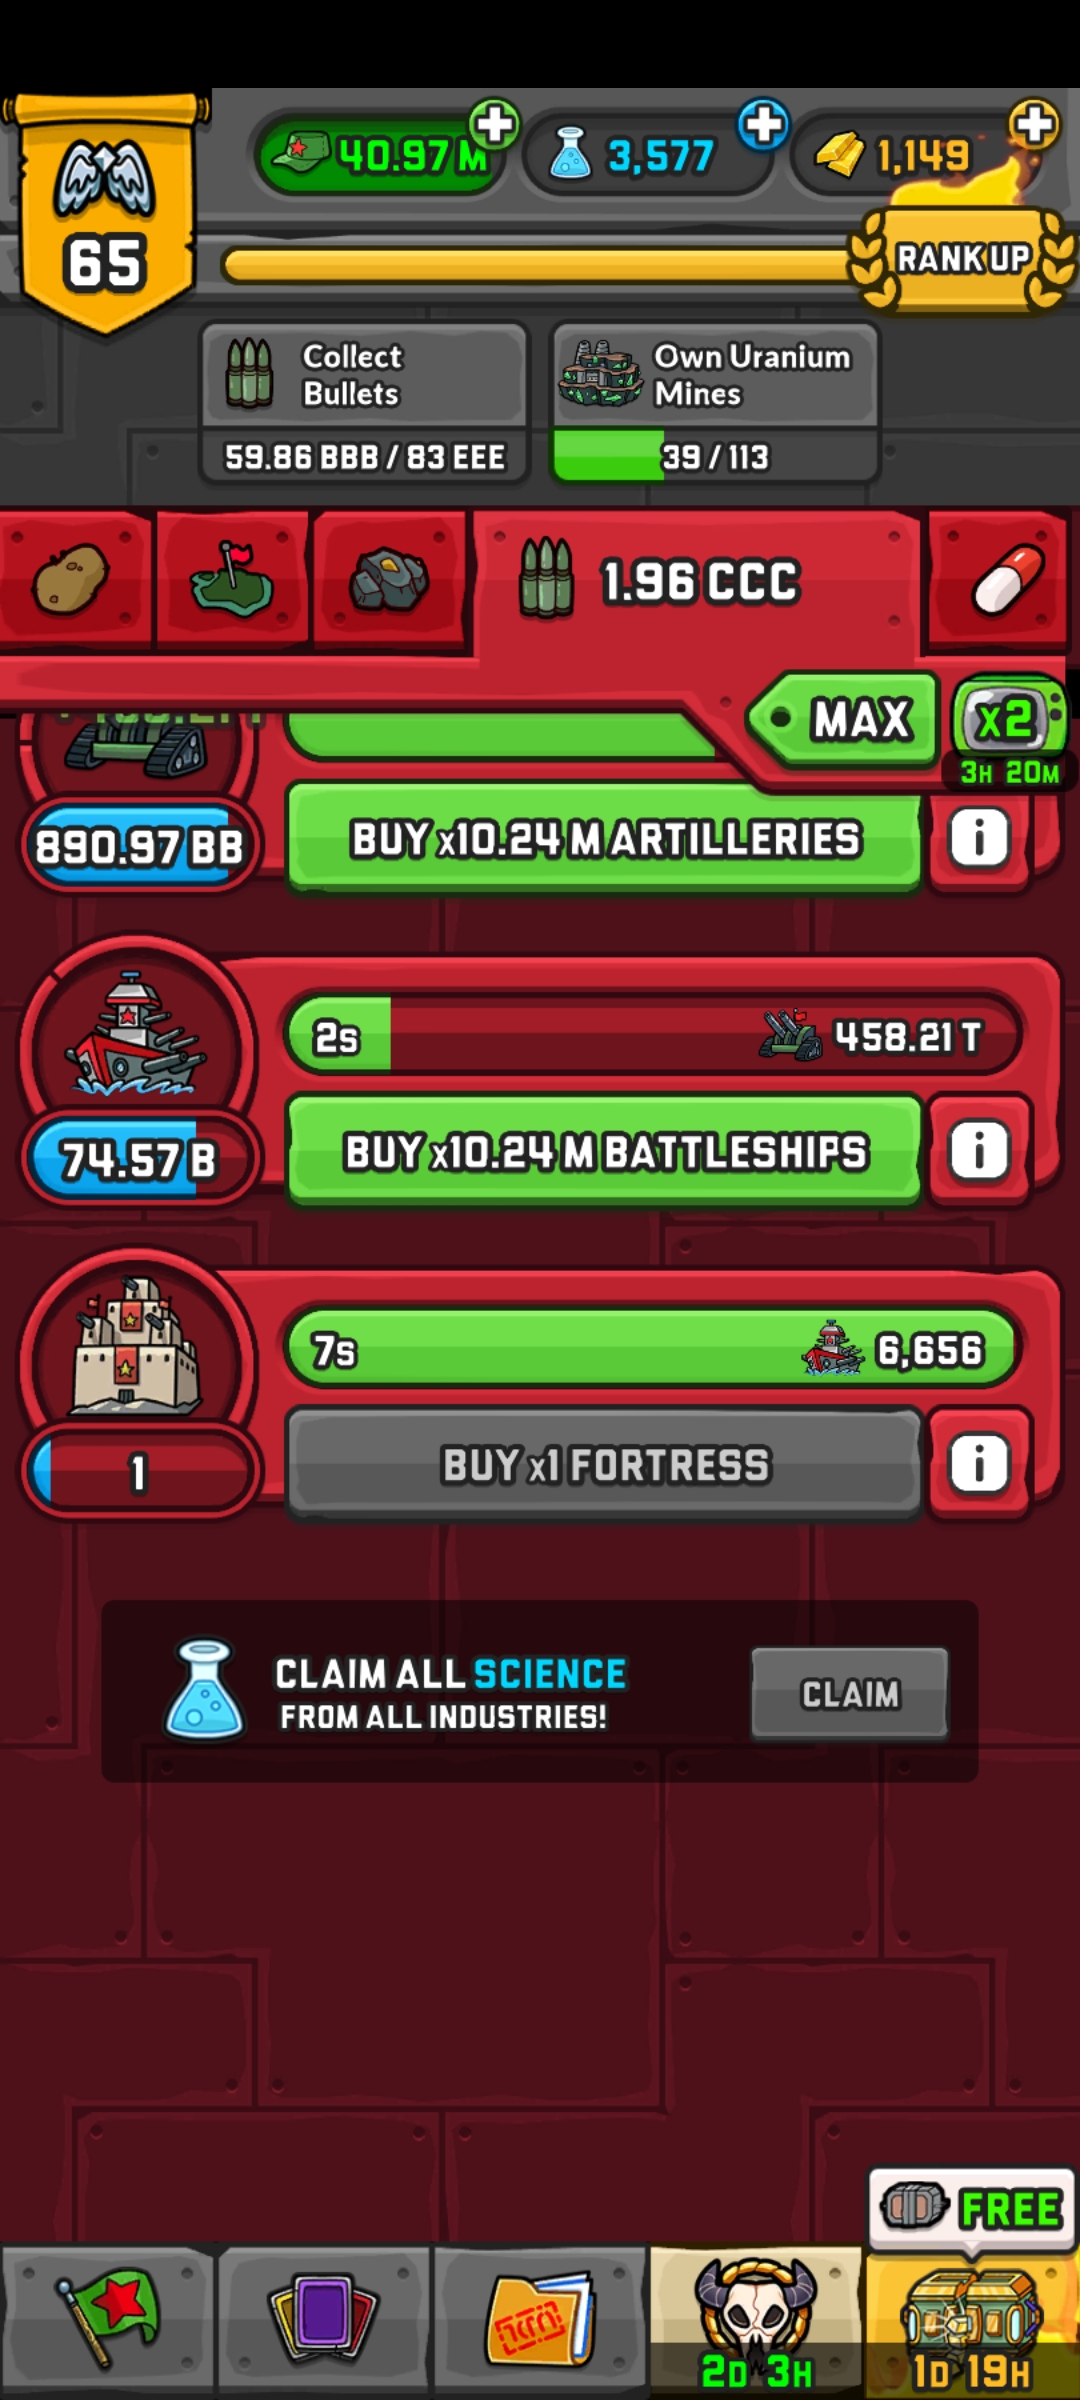 40.97 M
3,577
1,149
65
RANK UP
Collect
Bullets
59.86 BBB / 83 EEE
Own Uranium
Mines
39 / 113
1.96 CCC
MAX
x2
3H 20M
890.97 BB
BUY x10.24 M ARTILLERIES
i
2s
458.21 T
74.57 B
BUY x10.24 M BATTLESHIPS
i
7s
6,656
1
BUY x1 FORTRESS
i
CLAIM ALL SCIENCE
FROM ALL INDUSTRIES!
CLAIM
FREE
2D 3H
1D 19H